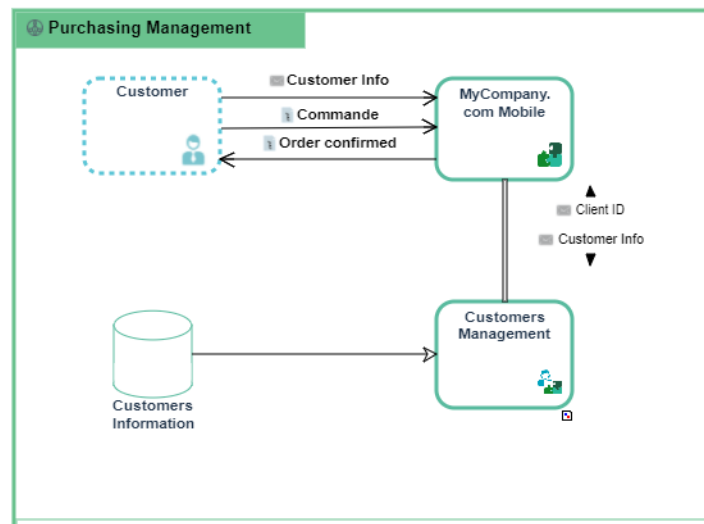 Purchasing Management
Customer Info
Customer
Commande
Order confirmed
MyCompany.
com Mobile
Client ID
Customer Info
Customers
Management
Customers
Information